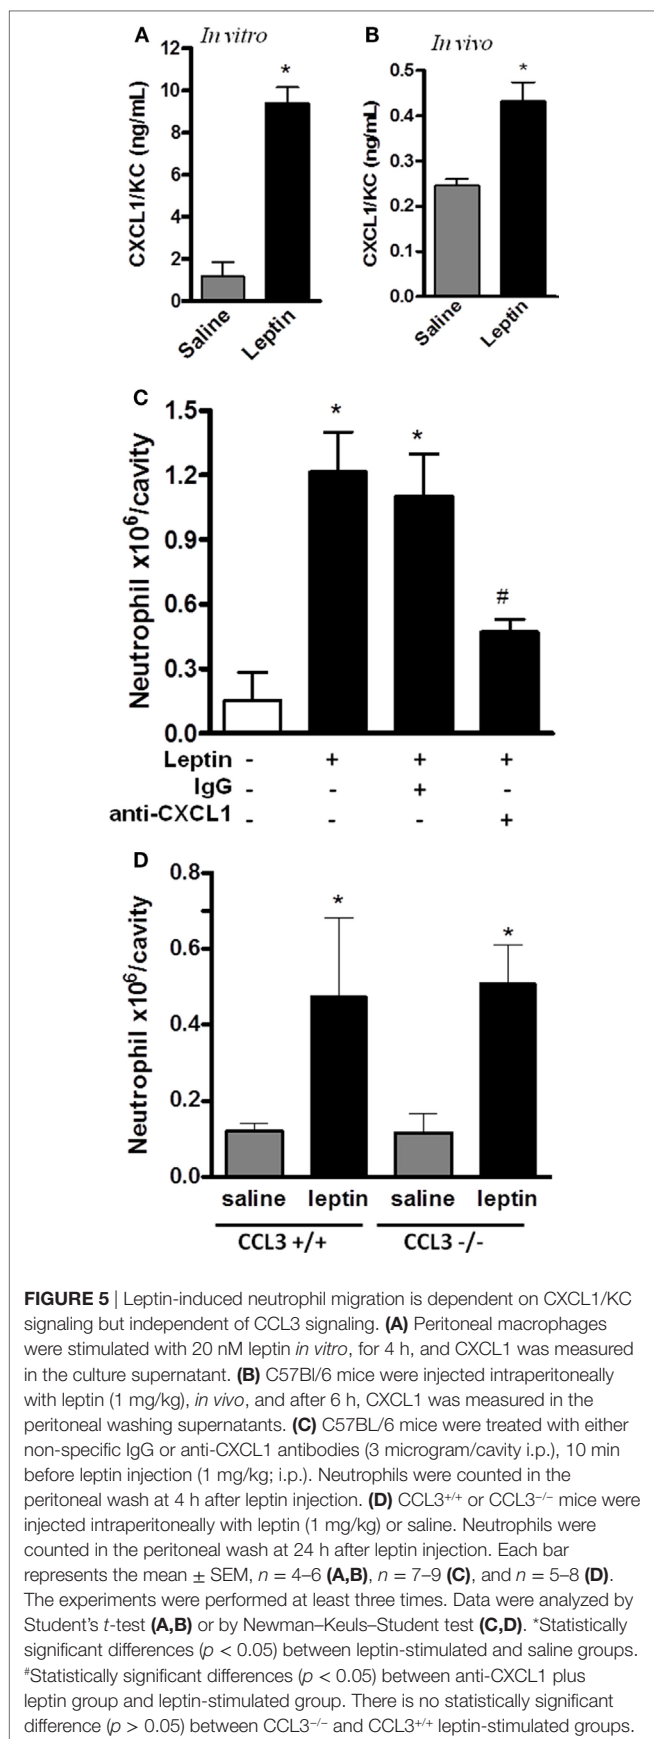 A In vitro
12
10
8
6
4
2
0
CXCL1/KC (ng/mL)
*
Saline Leptin
B In vivo
0.5
0.4
0.3
0.2
0.1
0.0
CXCL1/KC (ng/mL)
*
Saline Leptin
C
1.5
1.2
0.9
0.6
0.3
0.0
Neutrophil x10⁶/cavity
* * #
Leptin - + + +
IgG - - + -
anti-CXCL1 - - - +
D
0.8
0.6
0.4
0.2
0.0
Neutrophil x10⁶/cavity
* *
saline leptin saline leptin
CCL3 +/+ CCL3 -/-
FIGURE 5 | Leptin-induced neutrophil migration is dependent on CXCL1/KC
signaling but independent of CCL3 signaling. (A) Peritoneal macrophages
were stimulated with 20 nM leptin in vitro, for 4 h, and CXCL1 was measured
in the culture supernatant. (B) C57Bl/6 mice were injected intraperitoneally
with leptin (1 mg/kg), in vivo, and after 6 h, CXCL1 was measured in the
peritoneal washing supernatants. (C) C57BL/6 mice were treated with either
non-specific IgG or anti-CXCL1 antibodies (3 microgram/cavity i.p.), 10 min
before leptin injection (1 mg/kg; i.p.). Neutrophils were counted in the
peritoneal wash at 4 h after leptin injection. (D) CCL3⁺/⁺ or CCL3⁻/⁻ mice were
injected intraperitoneally with leptin (1 mg/kg) or saline. Neutrophils were
counted in the peritoneal wash at 24 h after leptin injection. Each bar
represents the mean ± SEM, n = 4–6 (A,B), n = 7–9 (C), and n = 5–8 (D).
The experiments were performed at least three times. Data were analyzed by
Student's t-test (A,B) or by Newman–Keuls–Student test (C,D). *Statistically
significant differences (p < 0.05) between leptin-stimulated and saline groups.
#Statistically significant differences (p < 0.05) between anti-CXCL1 plus
leptin group and leptin-stimulated group. There is no statistically significant
difference (p > 0.05) between CCL3⁻/⁻ and CCL3⁺/⁺ leptin-stimulated groups.